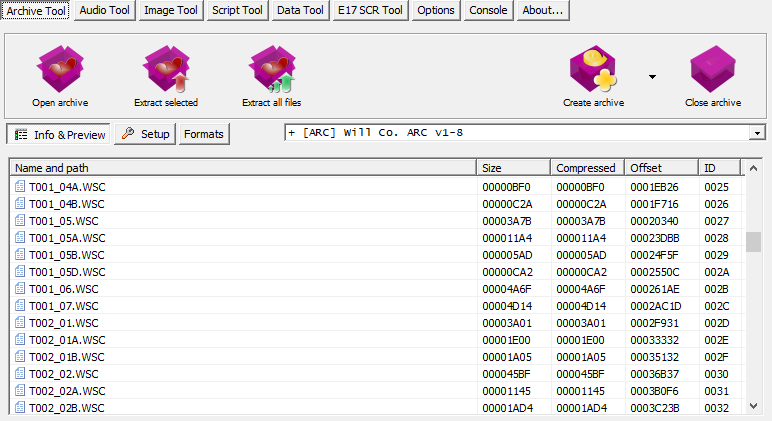 Archive Tool Audio Tool Image Tool Script Tool Data Tool E17 SCR Tool Options Console About...
Open archive Extract selected Extract all files Create archive Close archive
Info & Preview Setup Formats + [ARC] Will Co. ARC v1-8
Name and path Size Compressed Offset ID
T001_04A.WSC 00000BF0 00000BF0 0001EB26 0025
T001_04B.WSC 00000C2A 00000C2A 0001F716 0026
T001_05.WSC 00003A7B 00003A7B 00020340 0027
T001_05A.WSC 000011A4 000011A4 00023DBB 0028
T001_05B.WSC 000005AD 000005AD 00024F5F 0029
T001_05D.WSC 00000CA2 00000CA2 0002550C 002A
T001_06.WSC 00004A6F 00004A6F 000261AE 002B
T001_07.WSC 00004D14 00004D14 0002AC1D 002C
T002_01.WSC 00003A01 00003A01 0002F931 002D
T002_01A.WSC 00001E00 00001E00 00033332 002E
T002_01B.WSC 00001A05 00001A05 00035132 002F
T002_02.WSC 000045BF 000045BF 00036B37 0030
T002_02A.WSC 00001145 00001145 0003B0F6 0031
T002_02B.WSC 00001AD4 00001AD4 0003C23B 0032